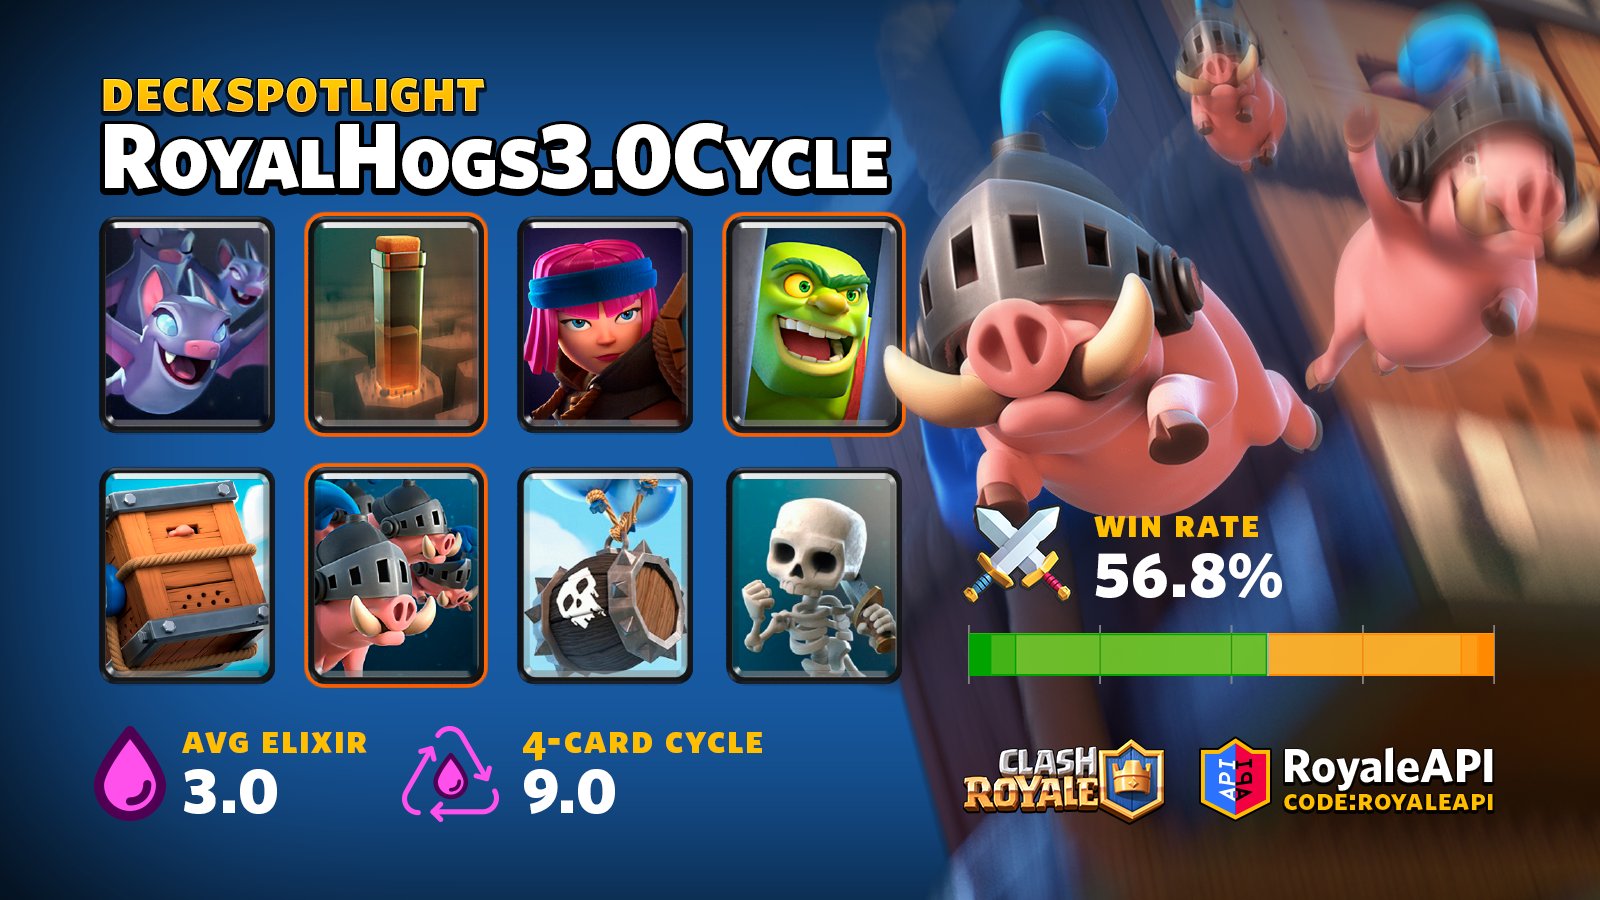 DECKSPOTLIGHT
ROYALHOGS3.0CYCLE
WIN RATE
56.8%
AVG ELIXIR
3.0
4-CARD CYCLE
9.0
CLASH
ROYALE
API
API
RoyaleAPI
CODE:ROYALEAPI